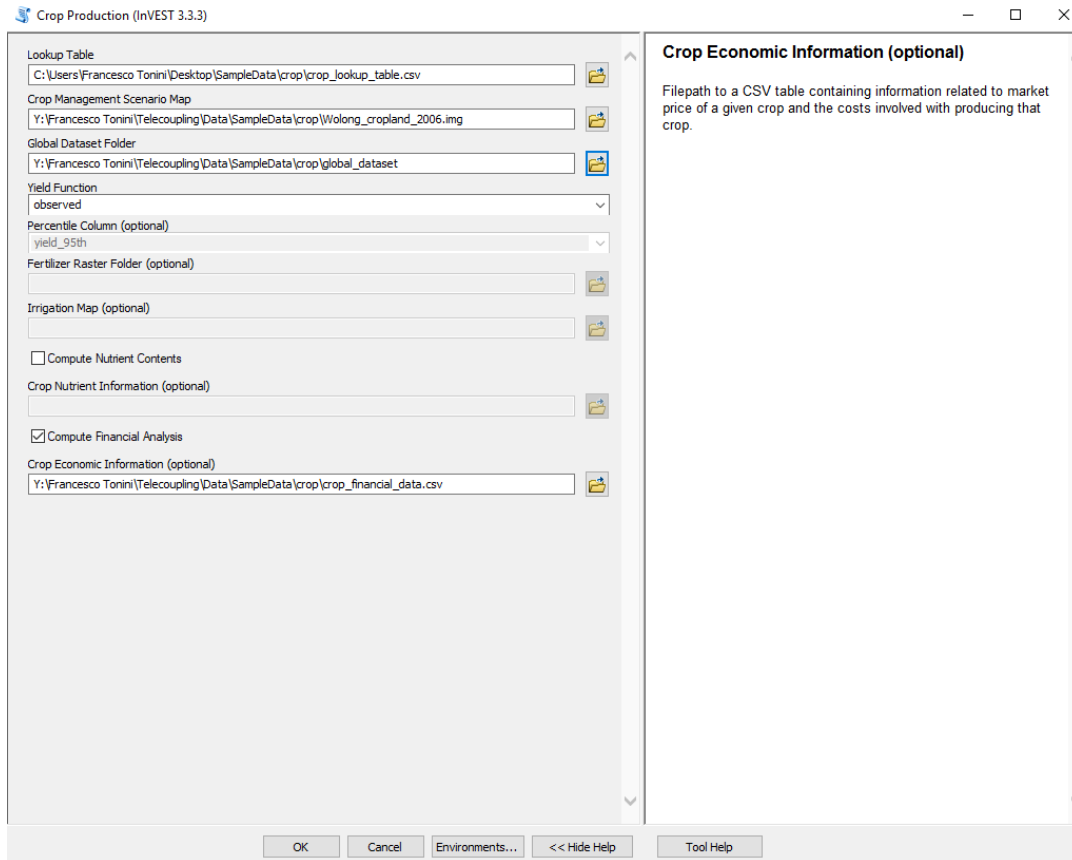 Crop Production (InVEST 3.3.3)
Lookup Table
C:\Users\Francesco Tonini\Desktop\SampleData\crop\crop_lookup_table.csv
Crop Management Scenario Map
Y:\Francesco Tonini\Telecoupling\Data\SampleData\crop\Wolong_cropland_2006.img
Global Dataset Folder
Y:\Francesco Tonini\Telecoupling\Data\SampleData\crop\global_dataset
Yield Function
observed
Percentile Column (optional)
yield_95th
Fertilizer Raster Folder (optional)
Irrigation Map (optional)
Compute Nutrient Contents
Crop Nutrient Information (optional)
Compute Financial Analysis
Crop Economic Information (optional)
Y:\Francesco Tonini\Telecoupling\Data\SampleData\crop\crop_financial_data.csv
Crop Economic Information (optional)
Filepath to a CSV table containing information related to market
price of a given crop and the costs involved with producing that
crop.
OK
Cancel
Environments...
<< Hide Help
Tool Help